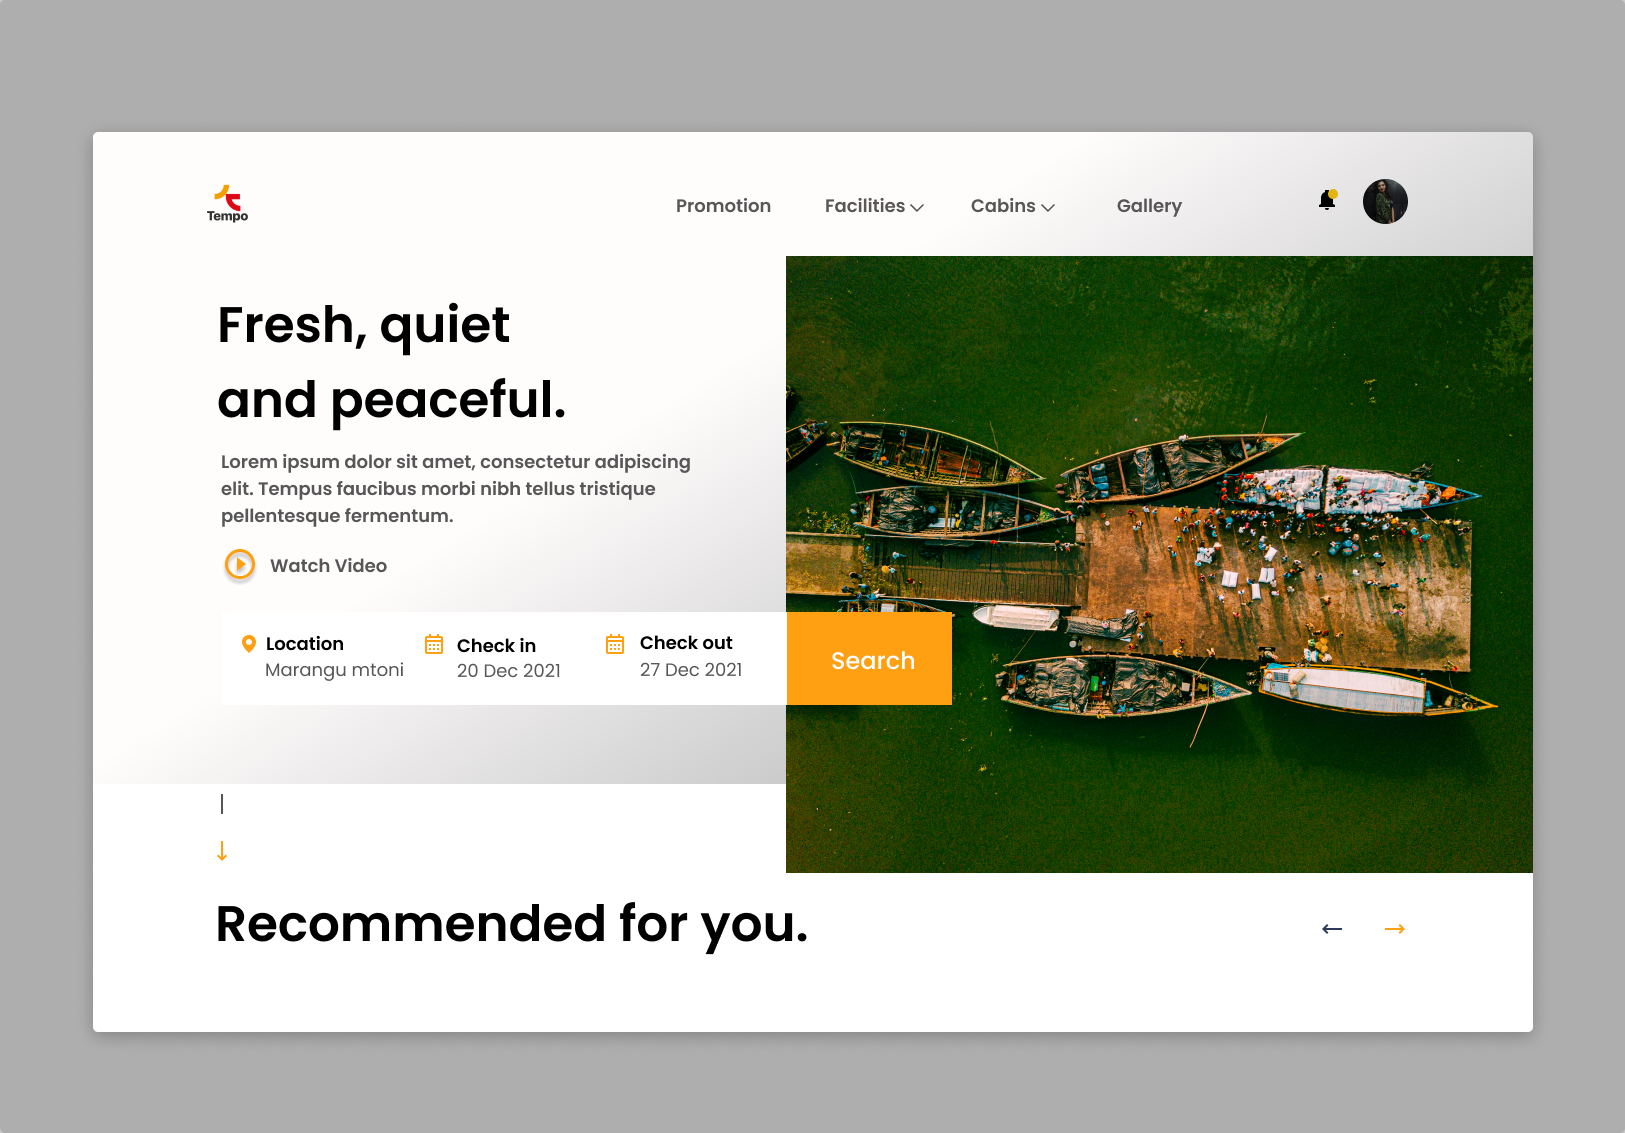 Tempo
Promotion
Facilities
Cabins
Gallery
Fresh, quiet
and peaceful.
Lorem ipsum dolor sit amet, consectetur adipiscing
elit. Tempus faucibus morbi nibh tellus tristique
pellentesque fermentum.
Watch Video
Location
Marangu mtoni
Check in
20 Dec 2021
Check out
27 Dec 2021
Search
Recommended for you.